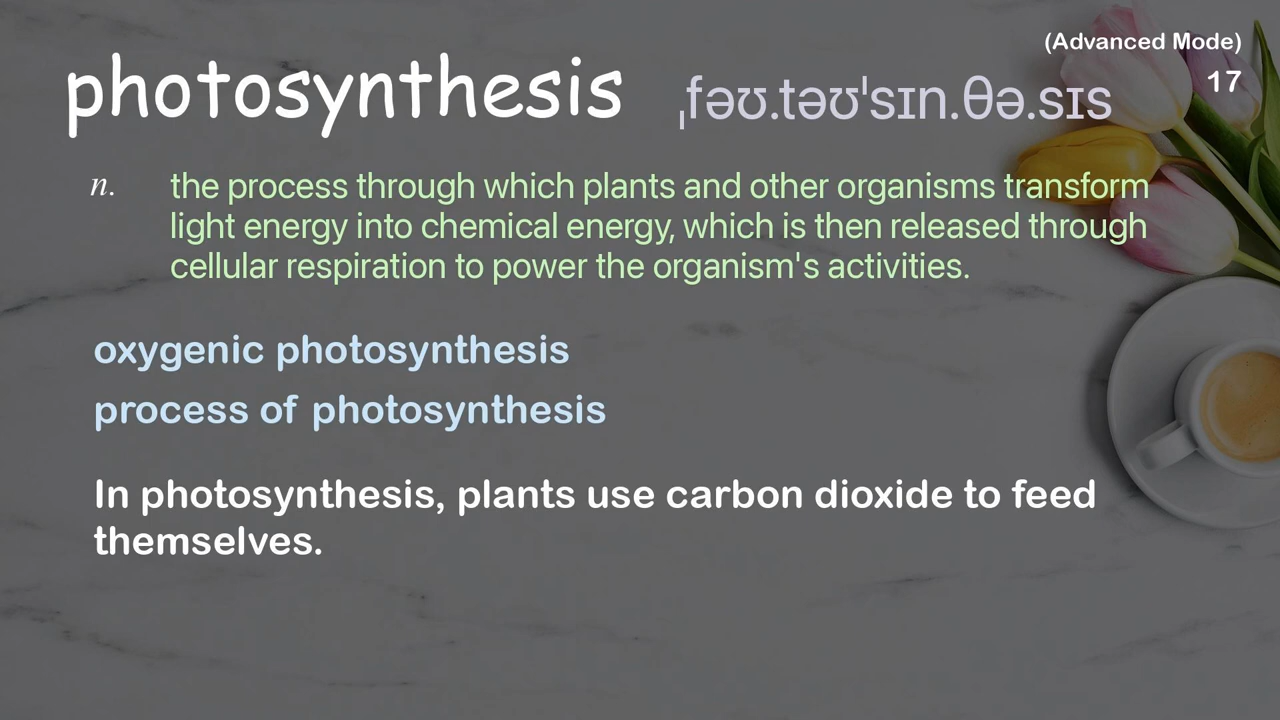 (Advanced Mode)
photosynthesis ˌfəʊ.təʊˈsɪn.θə.sɪs 17
n. the process through which plants and other organisms transform
light energy into chemical energy, which is then released through
cellular respiration to power the organism's activities.
oxygenic photosynthesis
process of photosynthesis
In photosynthesis, plants use carbon dioxide to feed
themselves.